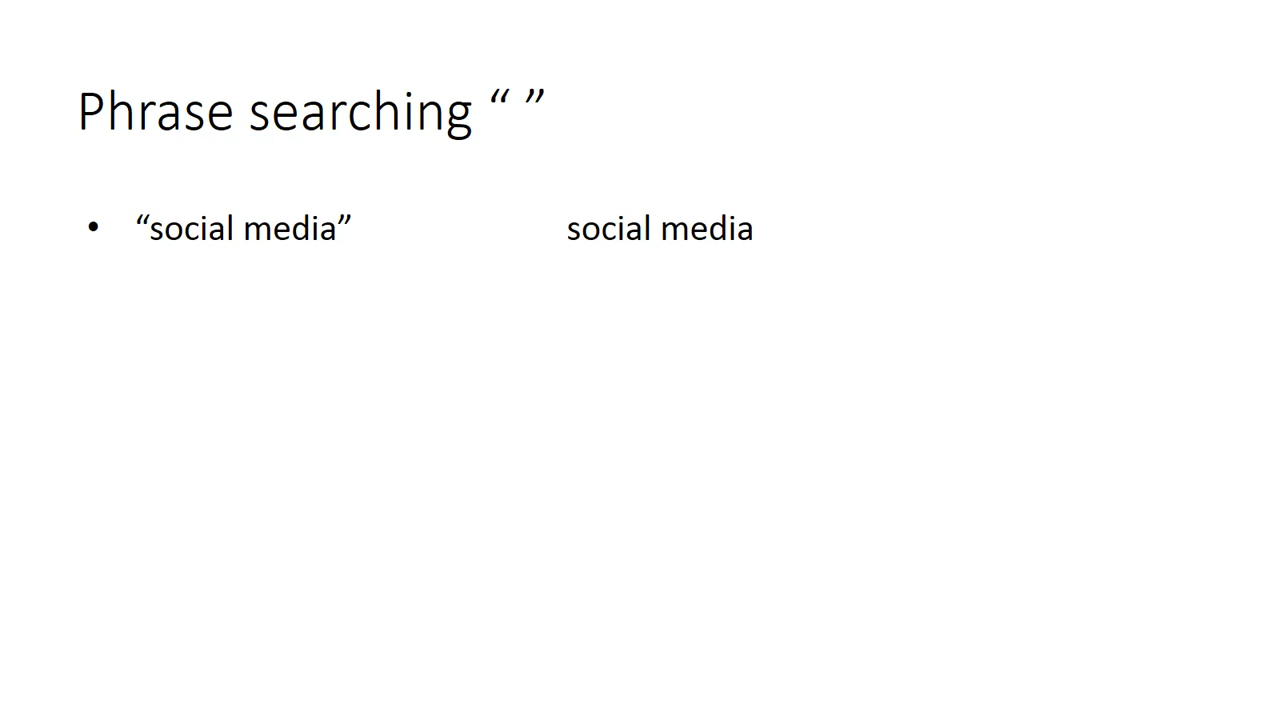 Phrase searching “ ”
• “social media” social media